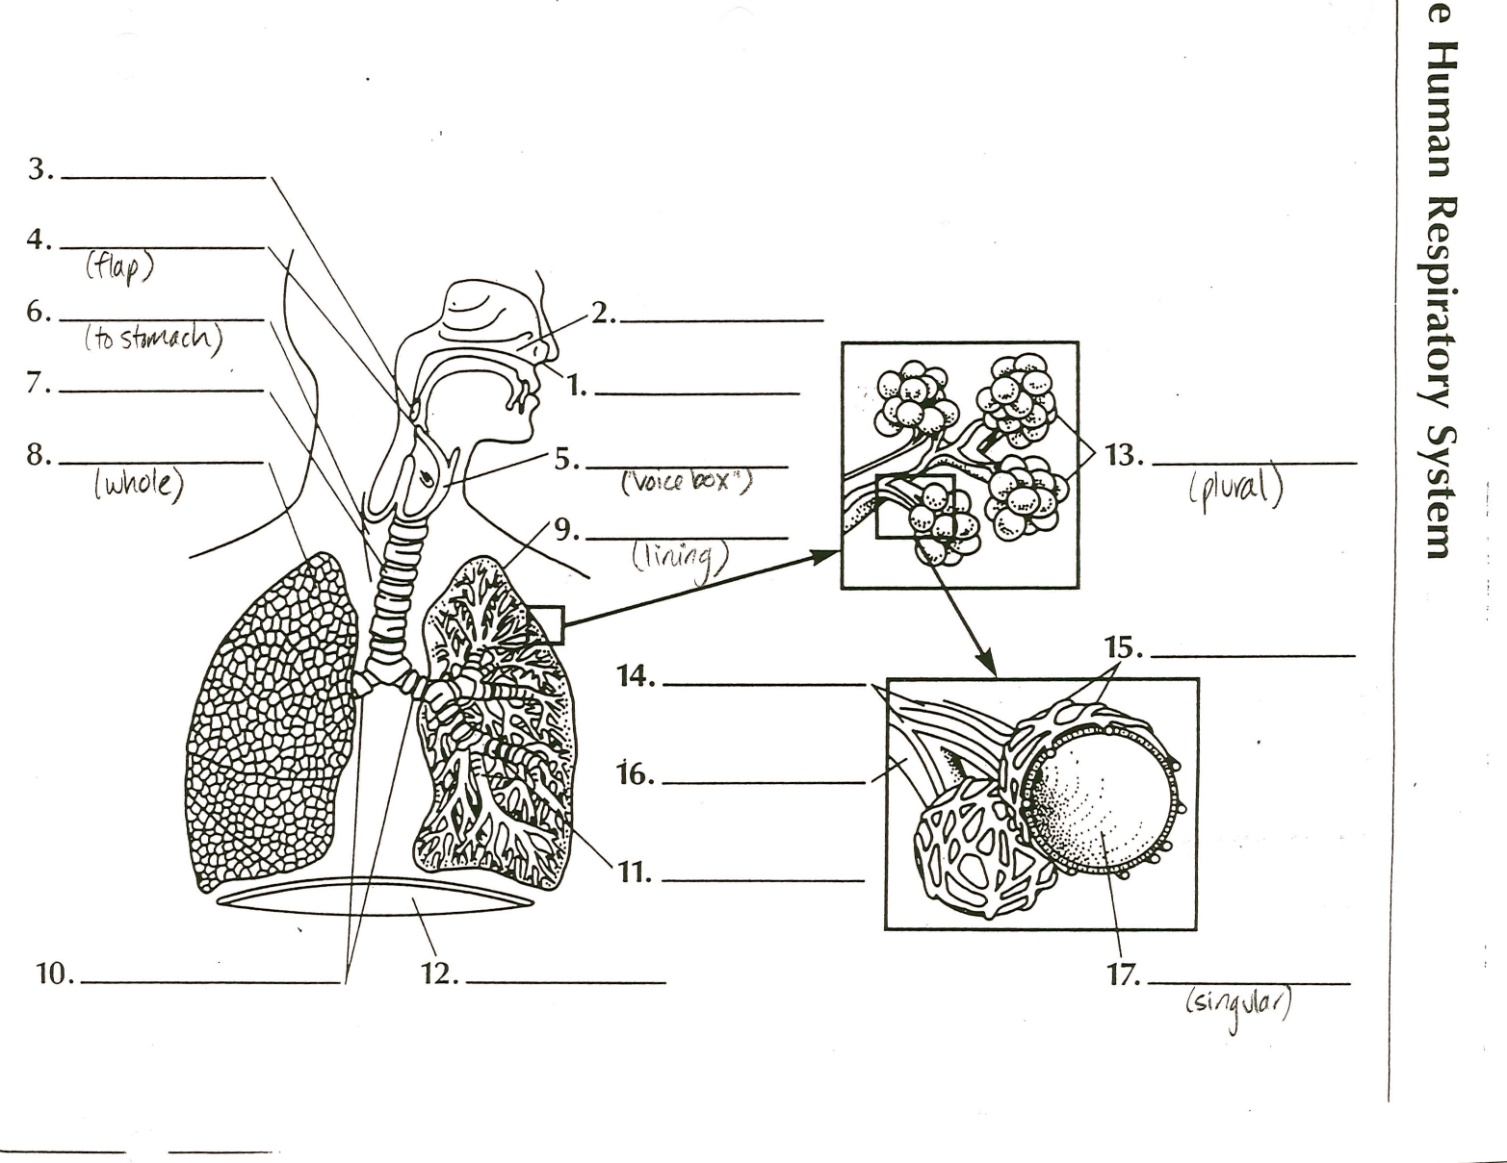 e Human Respiratory System
3.
4.
(flap)
6.
(to stomach)
7.
8.
(whole)
2.
1.
5.
("voice box")
9.
(lining)
13.
(plural)
14.
15.
16.
11.
10.
12.
17.
(singular)